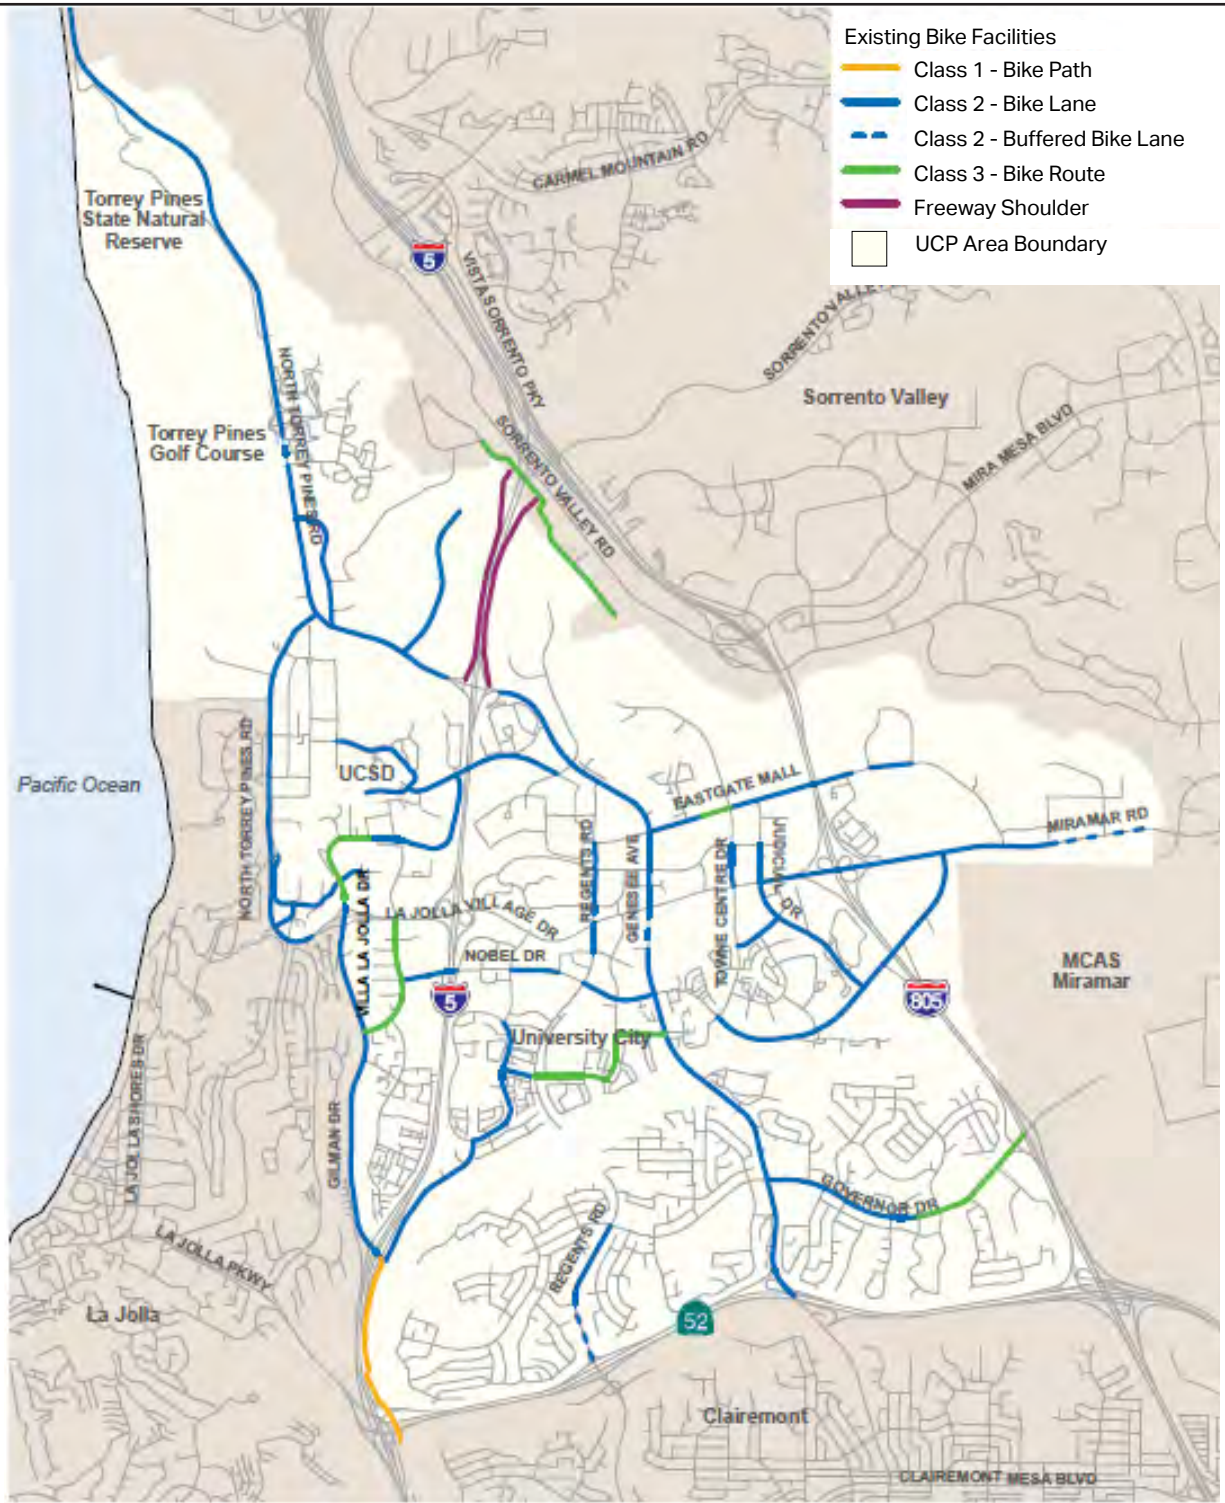 Existing Bike Facilities
Class 1 - Bike Path
Class 2 - Bike Lane
Class 2 - Buffered Bike Lane
Class 3 - Bike Route
Freeway Shoulder
UCP Area Boundary
CARMEL MOUNTAIN RD
Torrey Pines
State Natural
Reserve
5
VISTA SORRENTO PKY
SORRENTO VALLEY
NORTH TORREY PINES RD
Sorrento Valley
MIRA MESA BLVD
Torrey Pines
Golf Course
SORRENTO VALLEY RD
NORTH TORREY PINES RD
UCSD
Pacific Ocean
EASTGATE MALL
MIRAMAR RD
REGENTS RD
GENESEE AVE
TOWNE CENTRE DR
JUDICIAL DR
VILLA LA JOLLA DR
LA JOLLA VILLAGE DR
NOBEL DR
MCAS
Miramar
5
805
University City
LA JOLLA SHORES DR
GILMAN DR
GOVERNOR DR
REGENTS RD
LA JOLLA PKWY
La Jolla
52
Clairemont
CLAIREMONT MESA BLVD